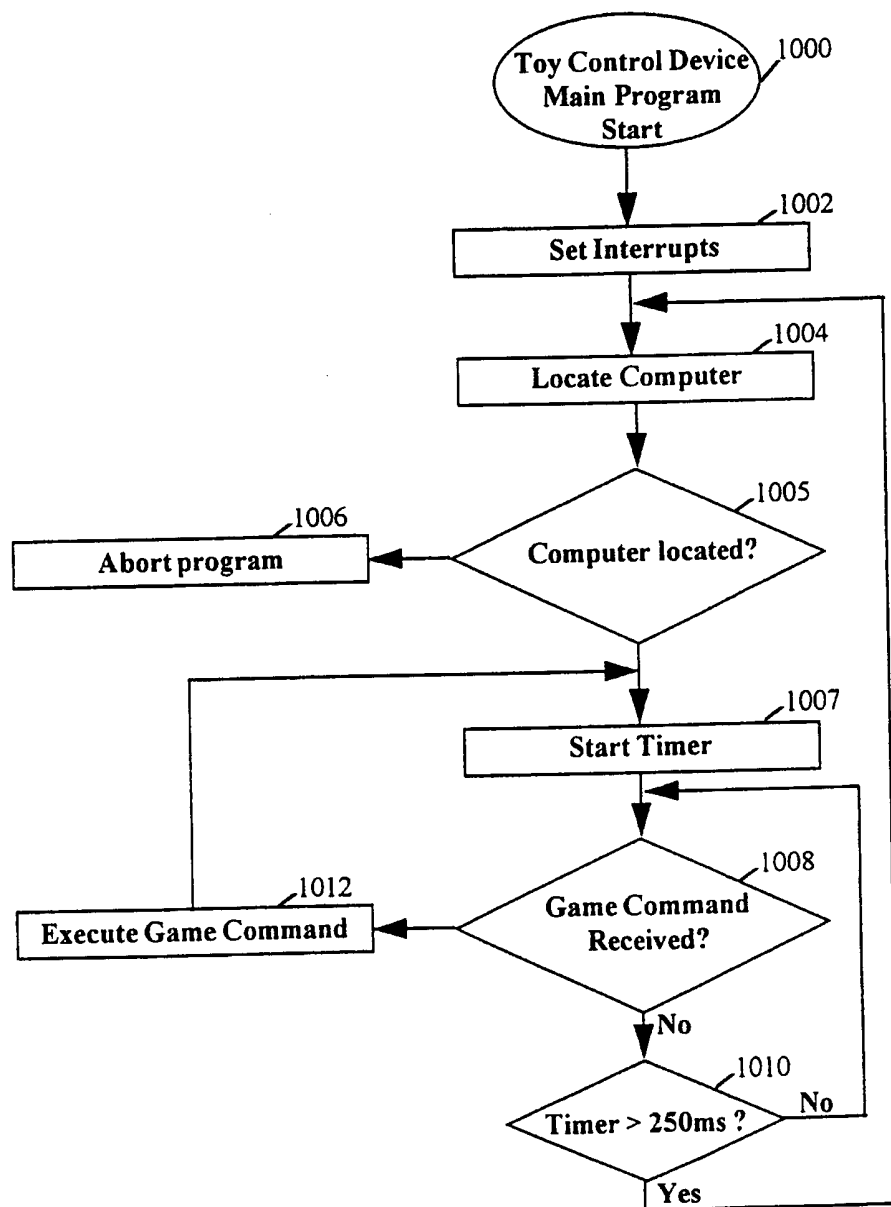 Toy Control Device
Main Program
Start
1000
1002
Set Interrupts
1004
Locate Computer
1005
Computer located?
1006
Abort program
1007
Start Timer
1008
Game Command
Received?
1012
Execute Game Command
No
1010
Timer > 250ms ?
No
Yes